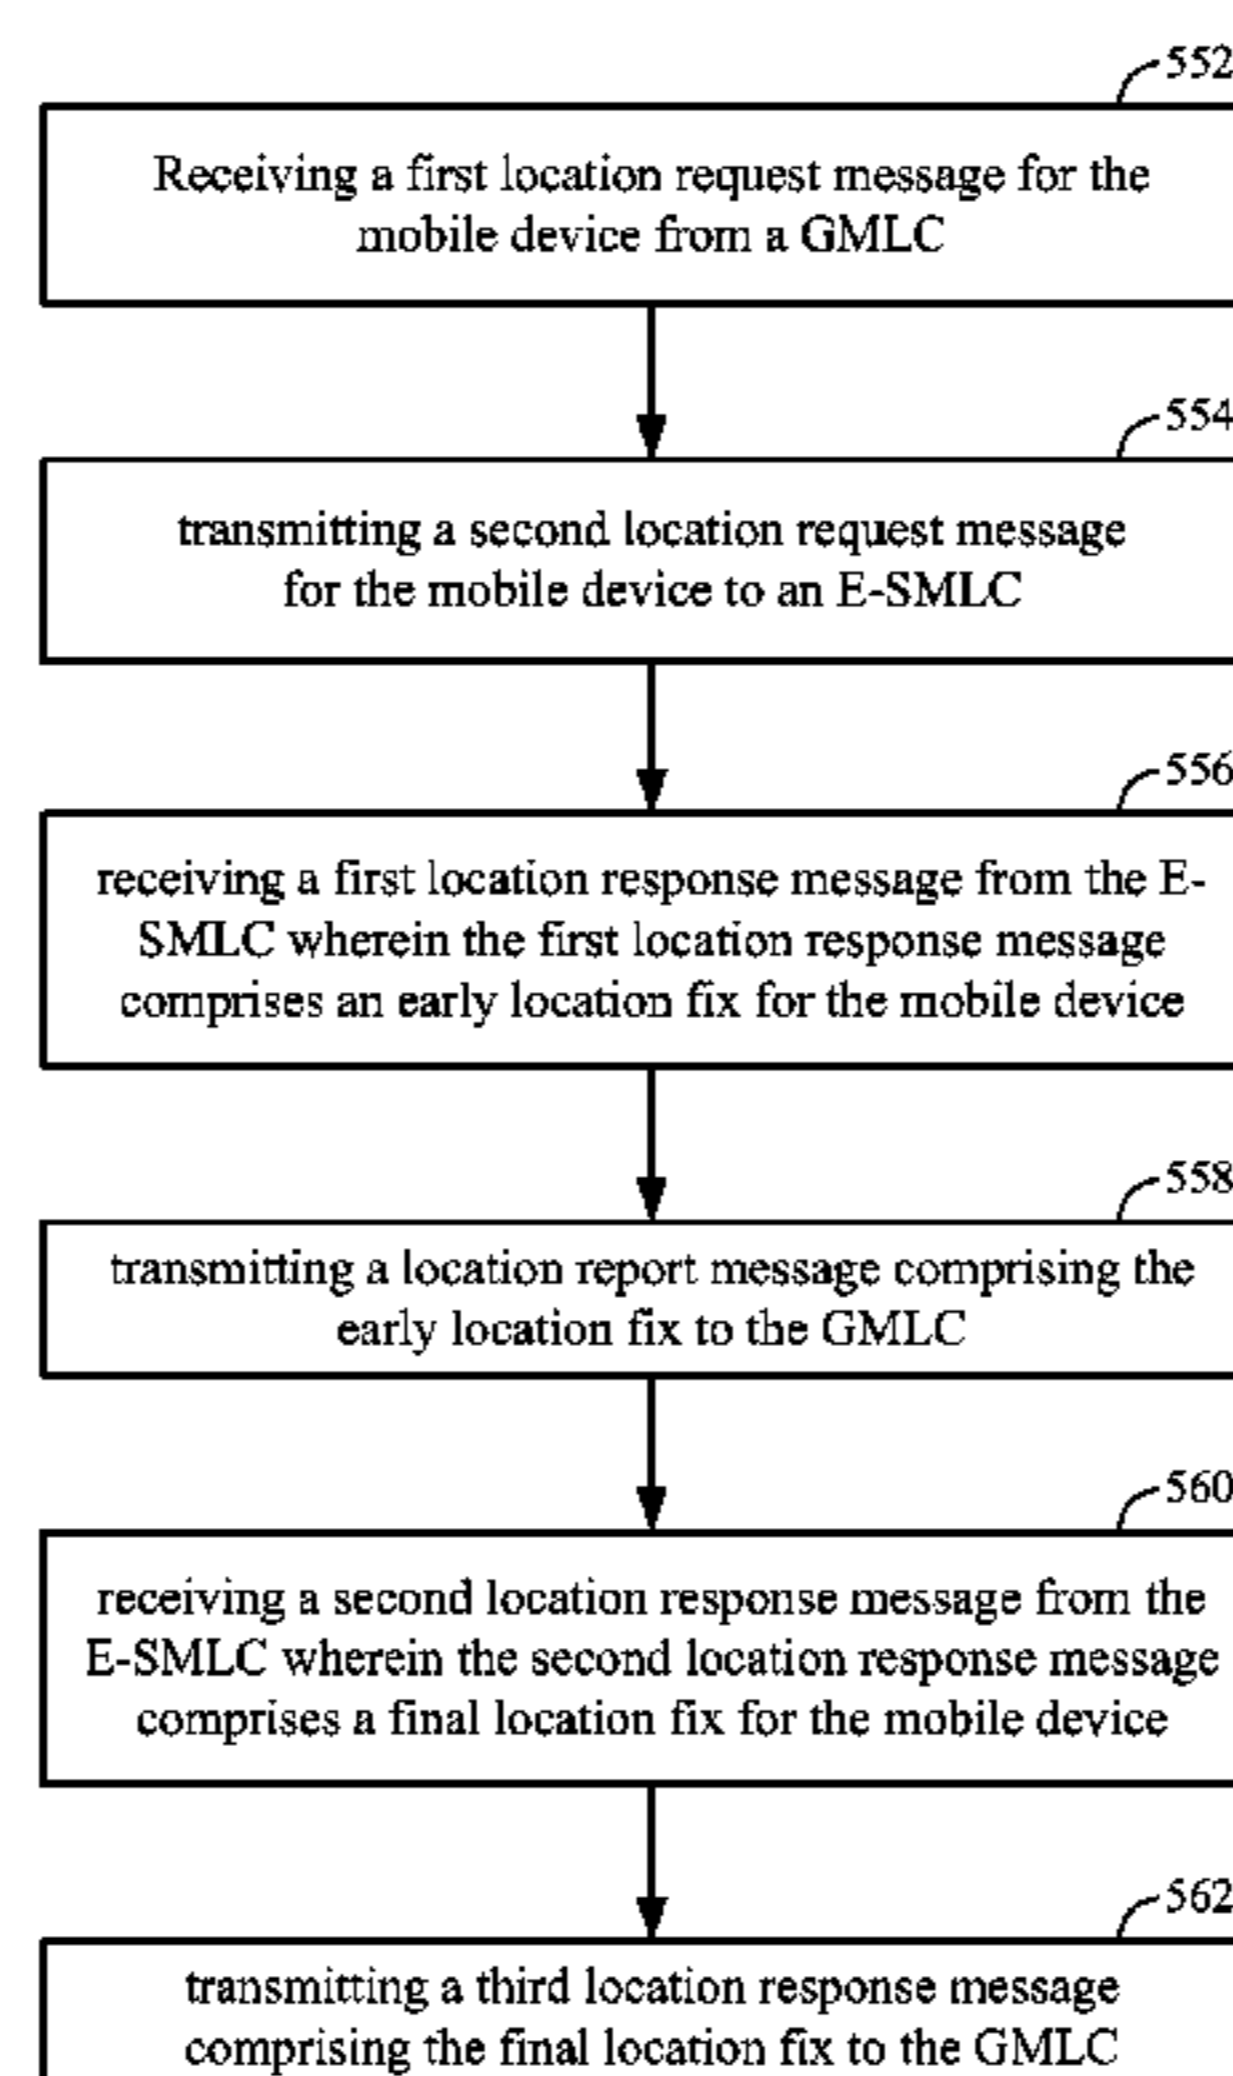 552
Receiving a first location request message for the
mobile device from a GMLC
554
transmitting a second location request message
for the mobile device to an E-SMLC
556
receiving a first location response message from the E-
SMLC wherein the first location response message
comprises an early location fix for the mobile device
558
transmitting a location report message comprising the
early location fix to the GMLC
560
receiving a second location response message from the
E-SMLC wherein the second location response message
comprises a final location fix for the mobile device
562
transmitting a third location response message
comprising the final location fix to the GMLC